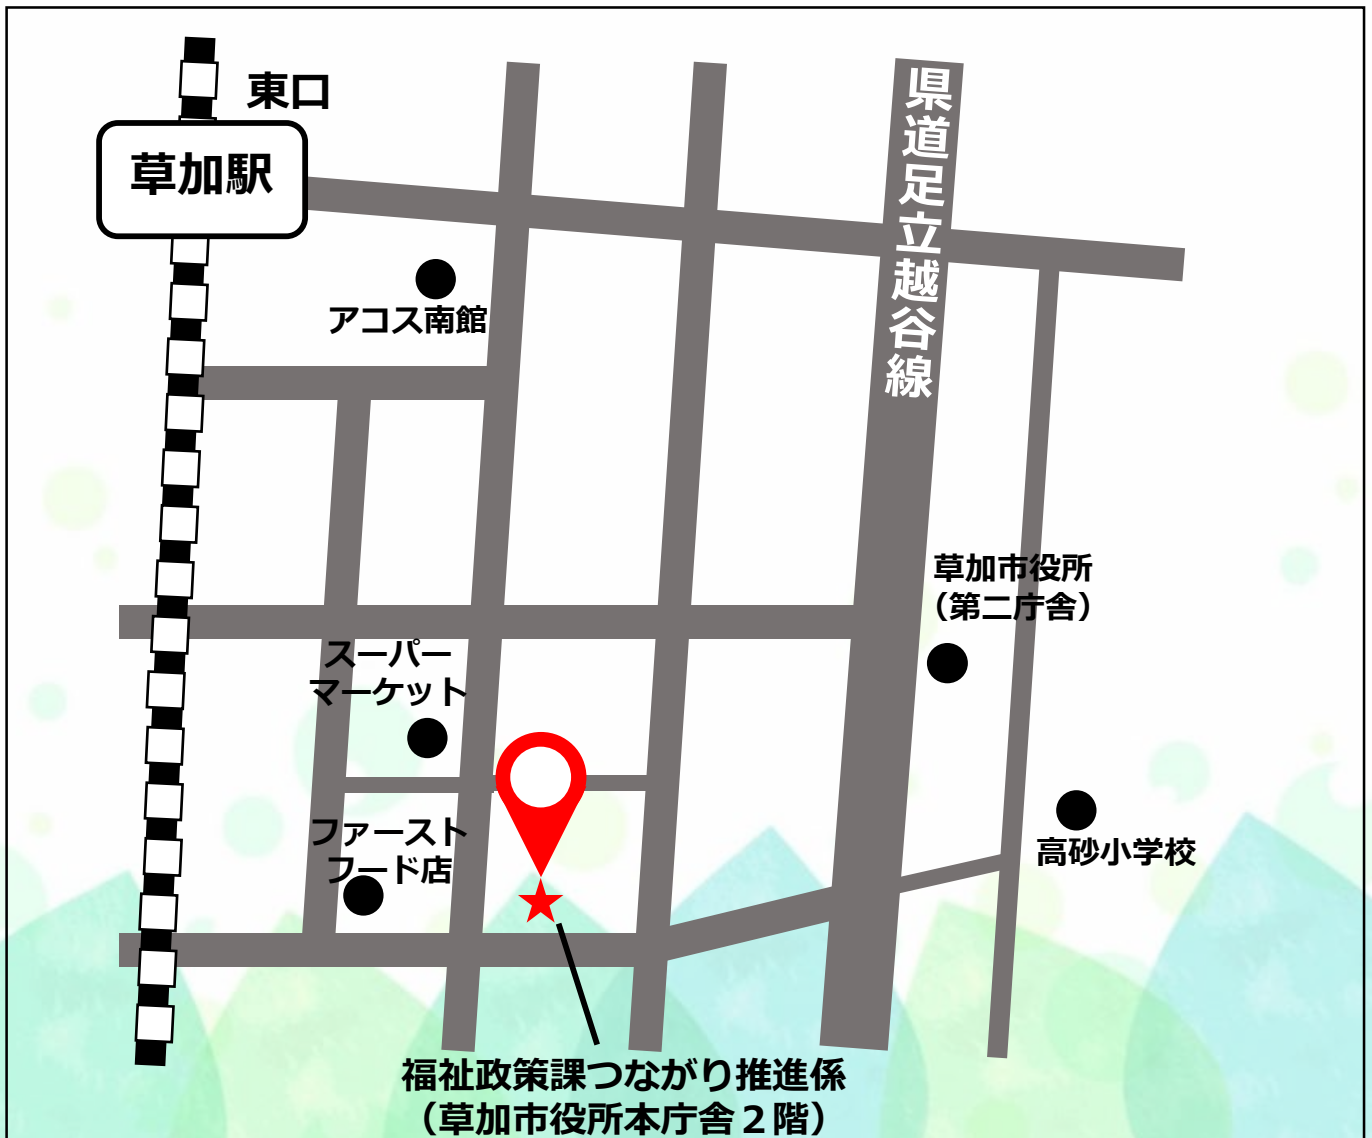 東口
草加駅
県道足立越谷線
アコス南館
草加市役所
（第二庁舎）
スーパー
マーケット
ファースト
フード店
高砂小学校
福祉政策課つながり推進係
（草加市役所本庁舎２階）